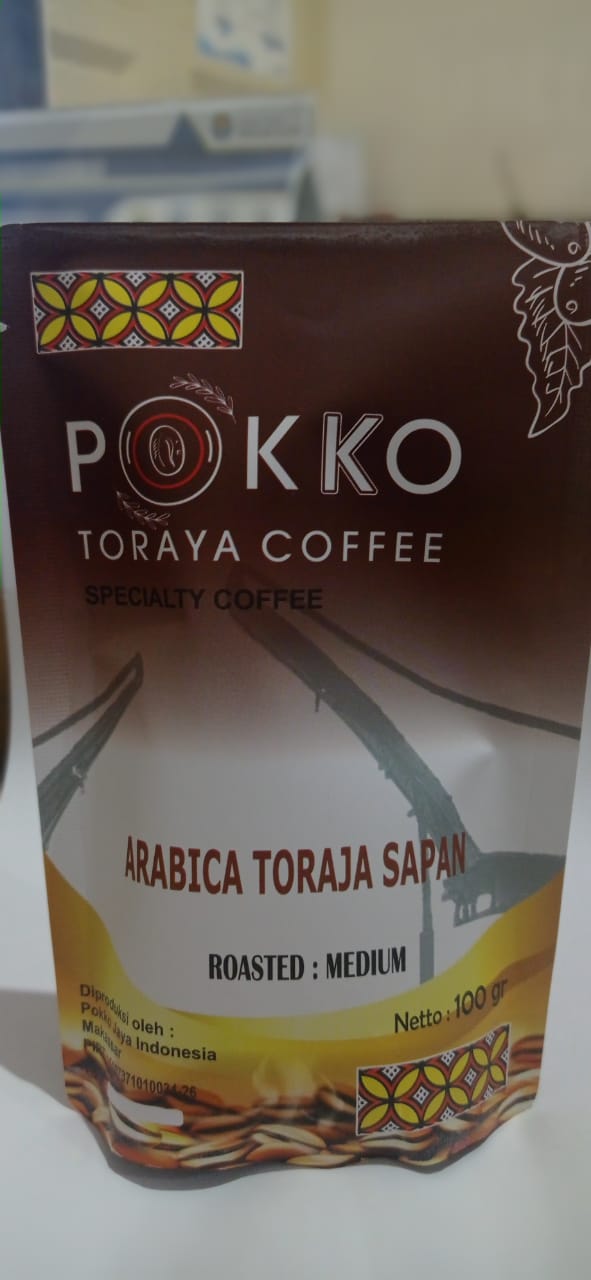 POKKO
TORAYA COFFEE
SPECIALTY COFFEE
ARABICA TORAJA SAPAN
ROASTED : MEDIUM
Diproduksi oleh :
Pokko Jaya Indonesia
Makassar
Netto : 100 gr